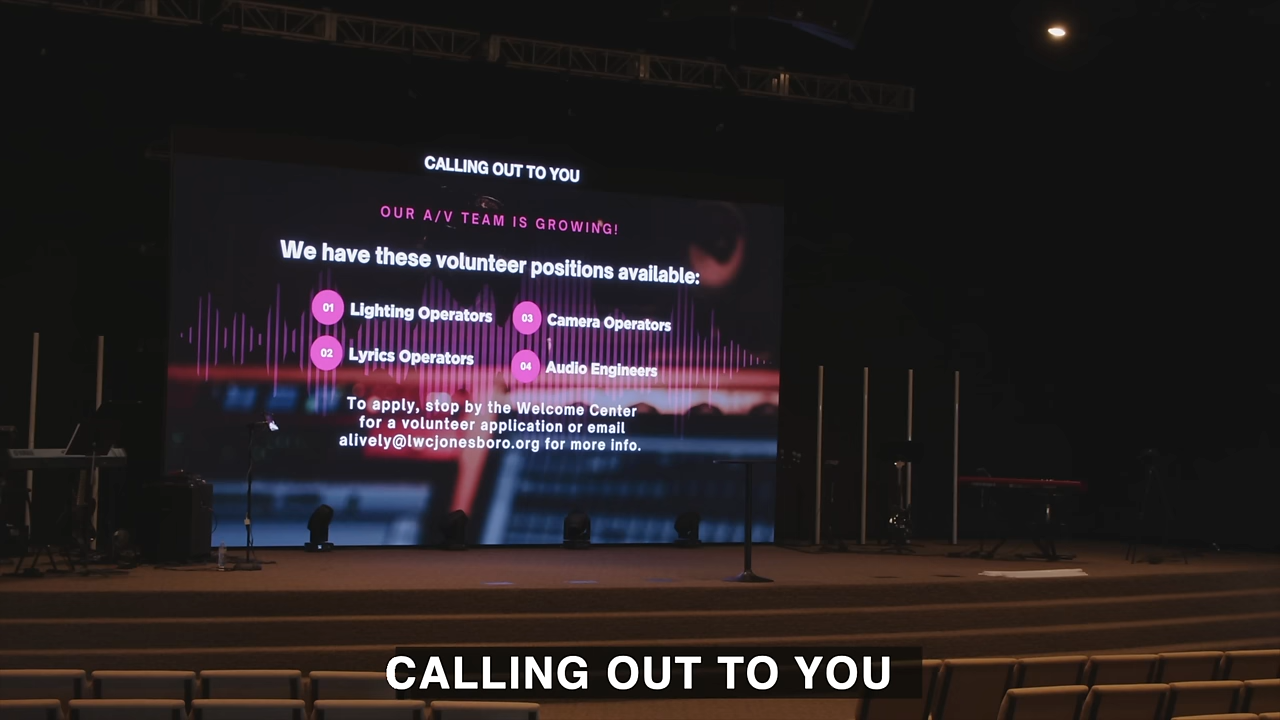 CALLING OUT TO YOU
OUR A/V TEAM IS GROWING!
We have these volunteer positions available:
01 Lighting Operators
02 Lyrics Operators
03 Camera Operators
04 Audio Engineers
To apply, stop by the Welcome Center
for a volunteer application or email
alively@lwcjonesboro.org for more info.
CALLING OUT TO YOU